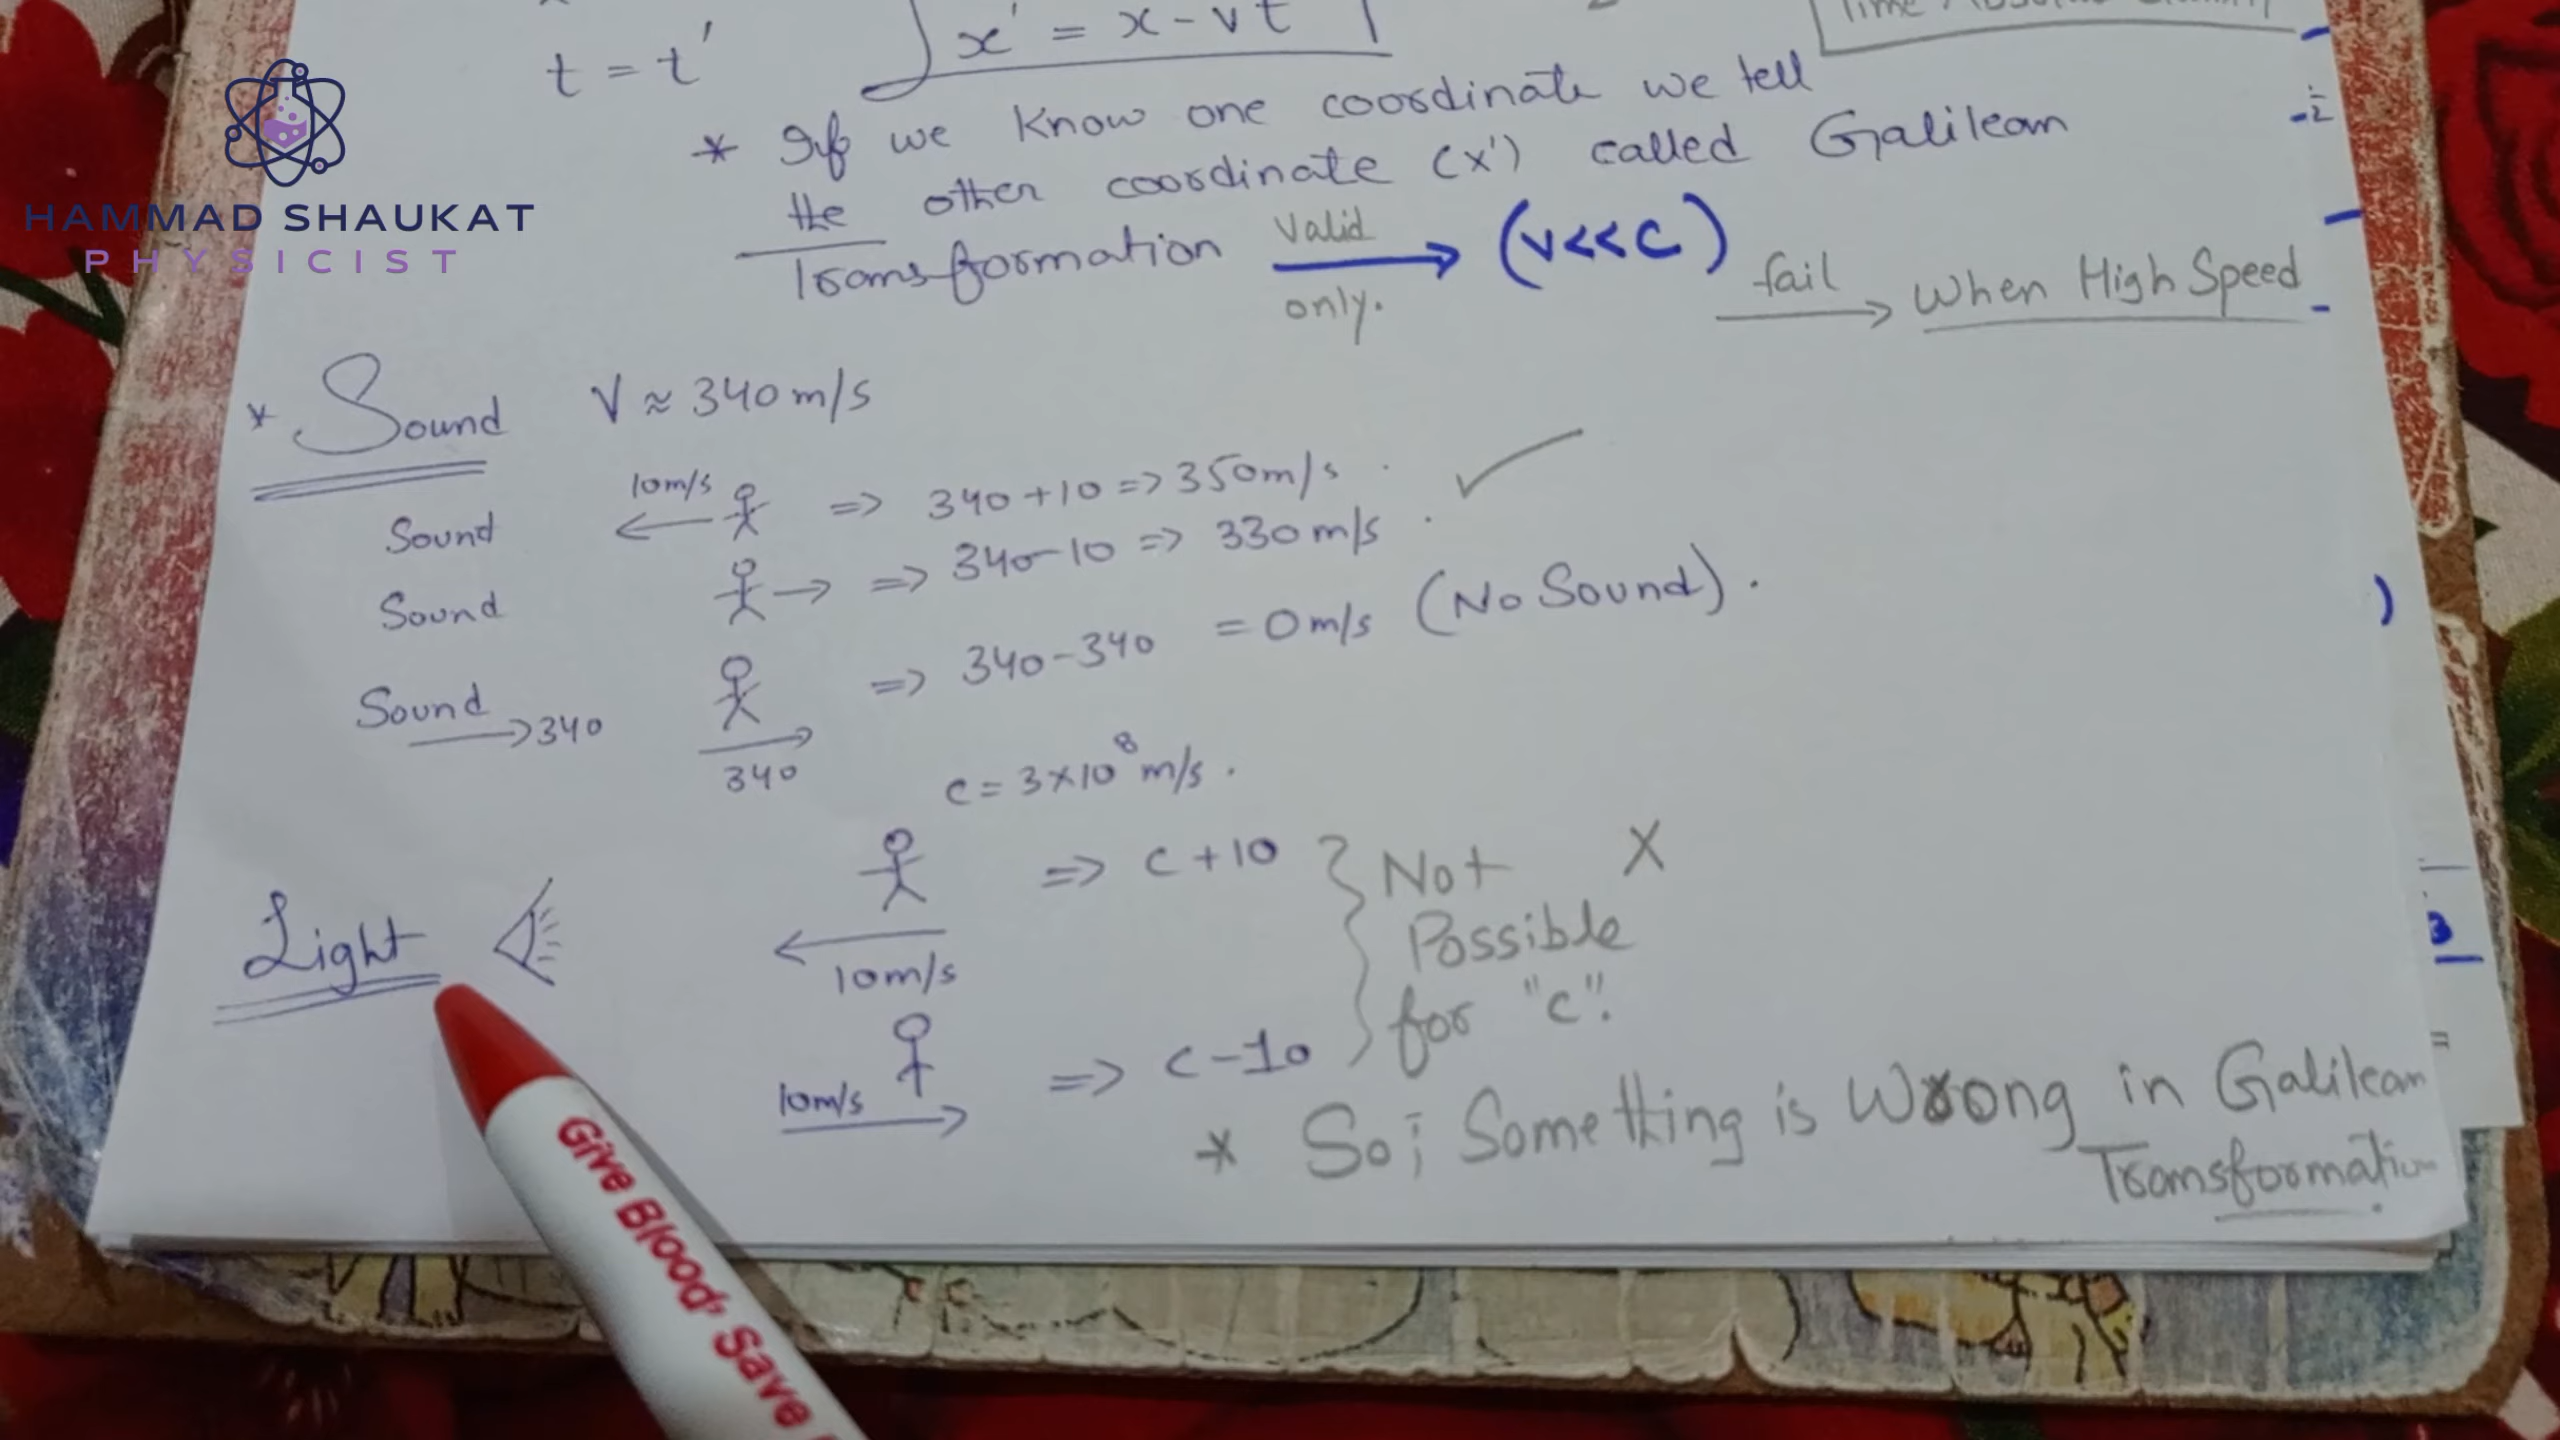 t = t' x' = x - vt
* If we know one coordinate we tell
the other coordinate (x') called Galilean
Transformation valid only. (v<<c) fail When High Speed
HAMMAD SHAUKAT
PHYSICIST
* Sound V ≈ 340 m/s
Sound 10m/s => 340+10 => 350m/s .
Sound => 340-10 => 330 m/s .
Sound 340 340 => 340-340 = 0 m/s (No Sound) .
c = 3×10⁸ m/s .
Light 10m/s => c+10
10m/s => c-10
Not X
Possible
for "c".
* So; Something is Wrong in Galilean
Transformation.
Give Blood, Save